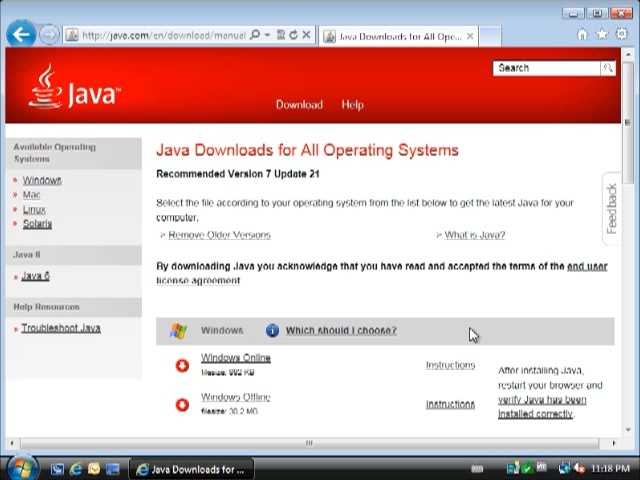 http://java.com/en/download/manual
Java Downloads for All Ope...
Java™
Search
Download
Help
Available Operating
Systems
» Windows
» Mac
» Linux
» Solaris
Java 6
» Java 6
Help Resources
» Troubleshoot Java
Java Downloads for All Operating Systems
Recommended Version 7 Update 21
Select the file according to your operating system from the list below to get the latest Java for your
computer.
» Remove Older Versions
» What is Java?
By downloading Java you acknowledge that you have read and accepted the terms of the end user
license agreement
Feedback
Windows
Which should I choose?
Windows Online
filesize:
Instructions
Windows Offline
filesize: 30.2 MB
Instructions
After installing Java,
restart your browser and
verify Java has been
installed correctly.
Java Downloads for ...
11:18 PM